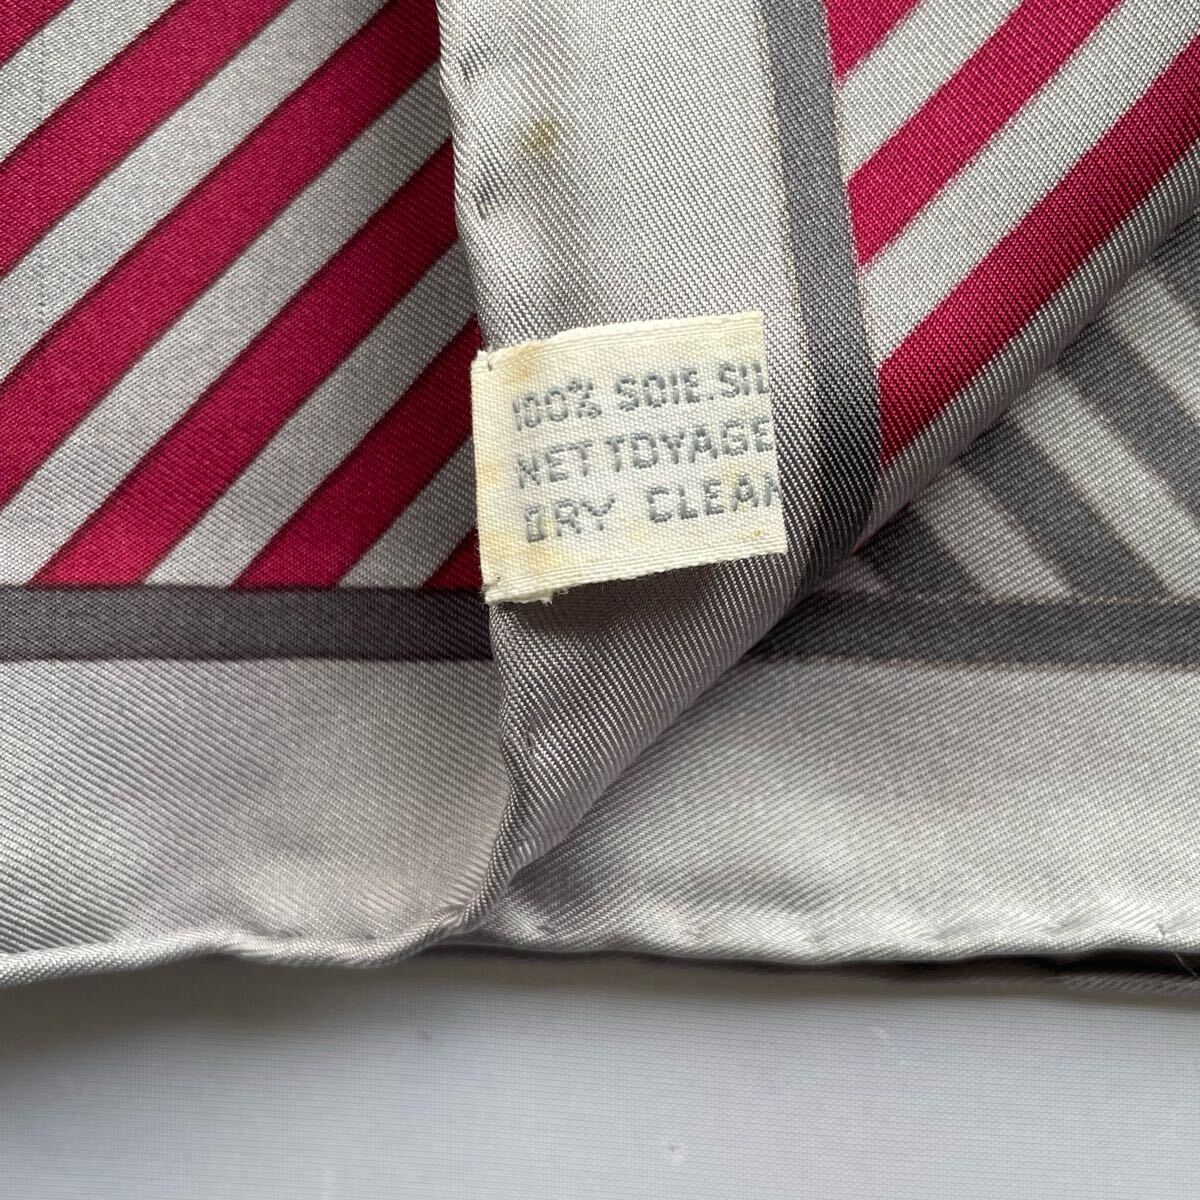 100% SOIE.SIL
NETTOYAGE
DRY CLEAN